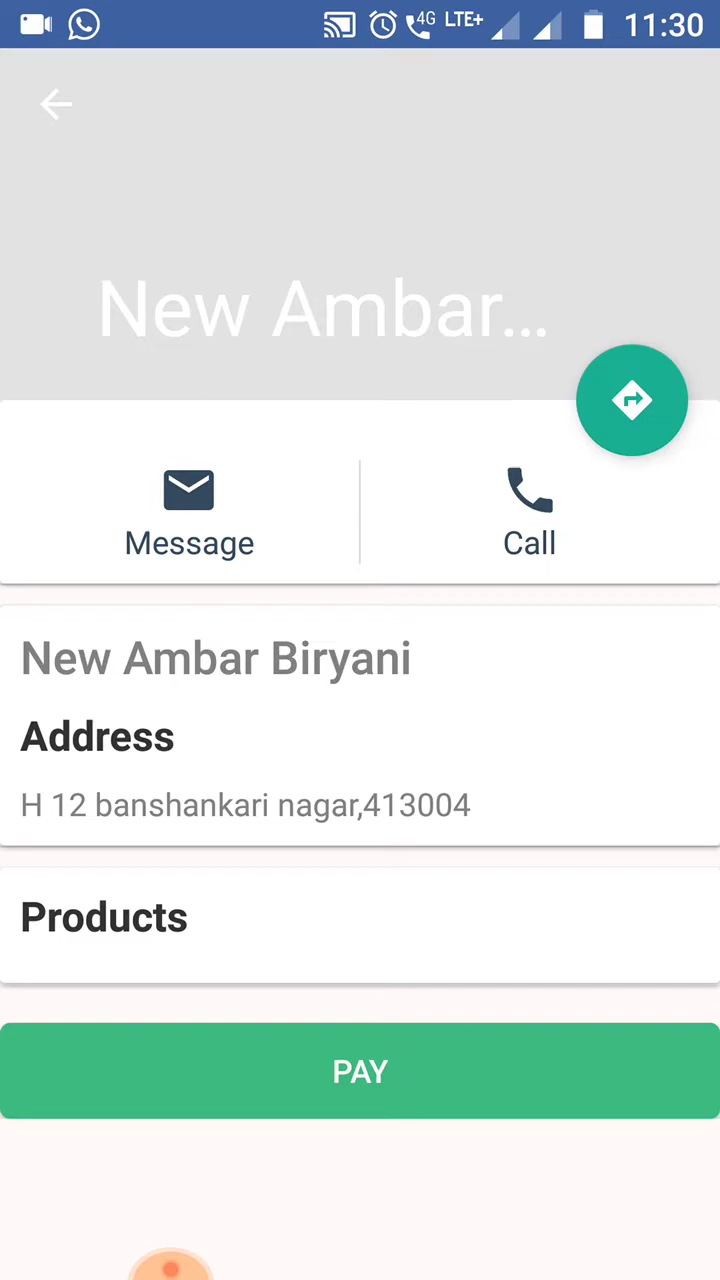 4G LTE+ 11:30
New Ambar...
Message Call
New Ambar Biryani
Address
H 12 banshankari nagar,413004
Products
PAY